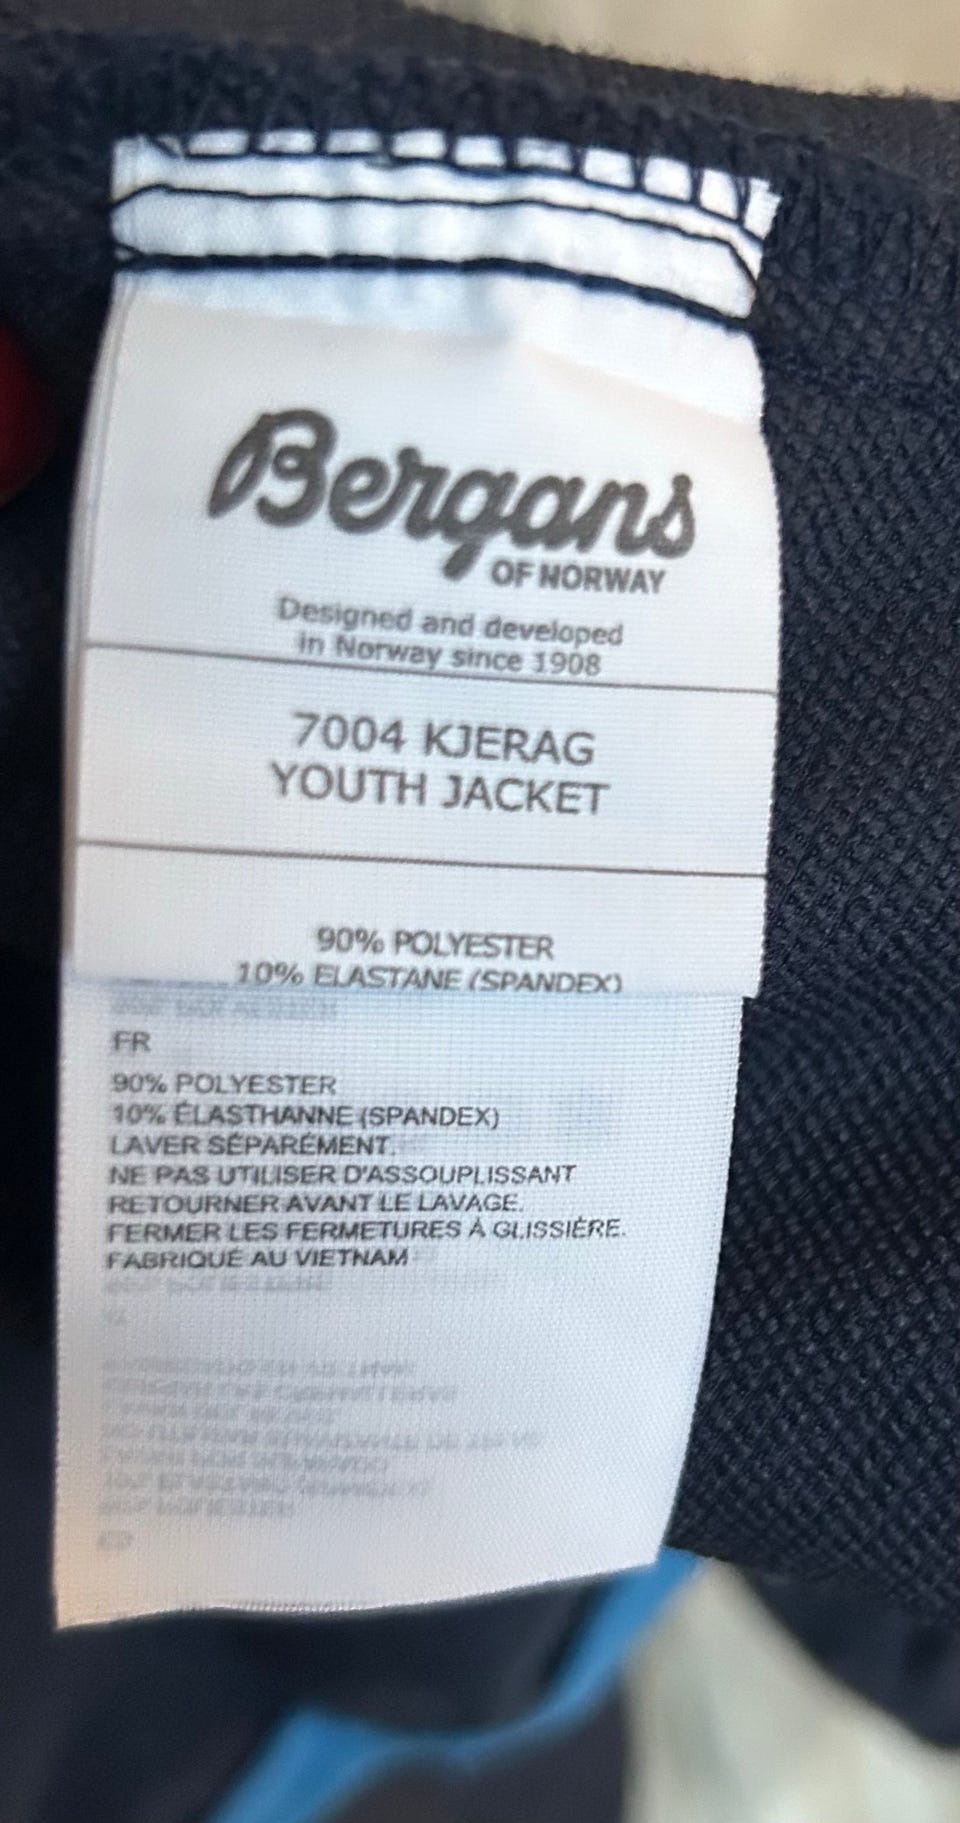 Bergans
OF NORWAY
Designed and developed
in Norway since 1908
7004 KJERAG
YOUTH JACKET
90% POLYESTER
10% ELASTANE (SPANDEX)
FR
90% POLYESTER
10% ÉLASTHANNE (SPANDEX)
LAVER SÉPARÉMENT.
NE PAS UTILISER D'ASSOUPLISSANT
RETOURNER AVANT LE LAVAGE.
FERMER LES FERMETURES À GLISSIÈRE.
FABRIQUÉ AU VIETNAM